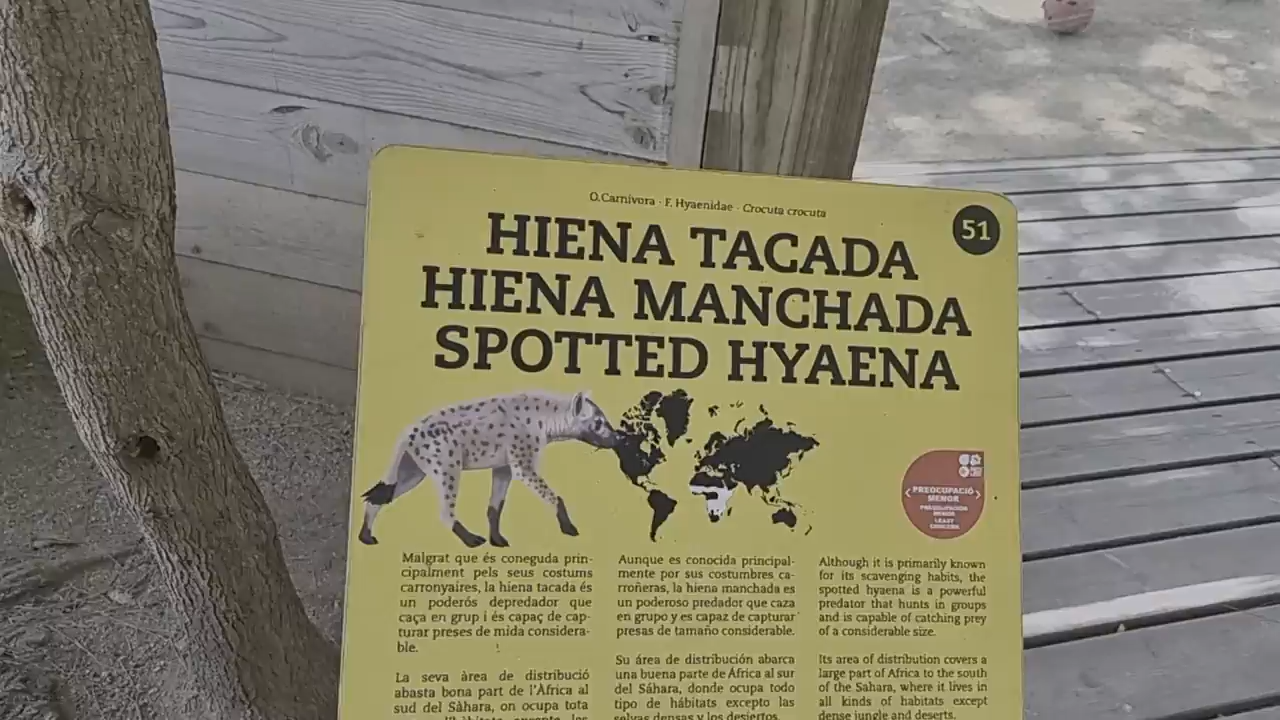 O.Carnívora - F. Hyaenidae - Crocuta crocuta
51
HIENA TACADA
HIENA MANCHADA
SPOTTED HYAENA
PREOCUPACIÓ
MENOR
PREOCUPACIÓN
MENOR
LEAST
CONCERN
Malgrat que és coneguda prin-
cipalment pels seus costums
carronyaires, la hiena tacada és
un poderós depredador que
caça en grup i és capaç de cap-
turar preses de mida considera-
ble.
La seva àrea de distribució
abasta bona part de l'Àfrica al
sud del Sàhara, on ocupa tota
Aunque es conocida principal-
mente por sus costumbres ca-
rroñeras, la hiena manchada es
un poderoso predador que caza
en grupo y es capaz de capturar
presas de tamaño considerable.
Su área de distribución abarca
una buena parte de África al sur
del Sáhara, donde ocupa todo
tipo de hábitats excepto las
selvas densas y los desiertos.
Although it is primarily known
for its scavenging habits, the
spotted hyaena is a powerful
predator that hunts in groups
and is capable of catching prey
of a considerable size.
Its area of distribution covers a
large part of Africa to the south
of the Sahara, where it lives in
all kinds of habitats except
dense jungle and deserts.